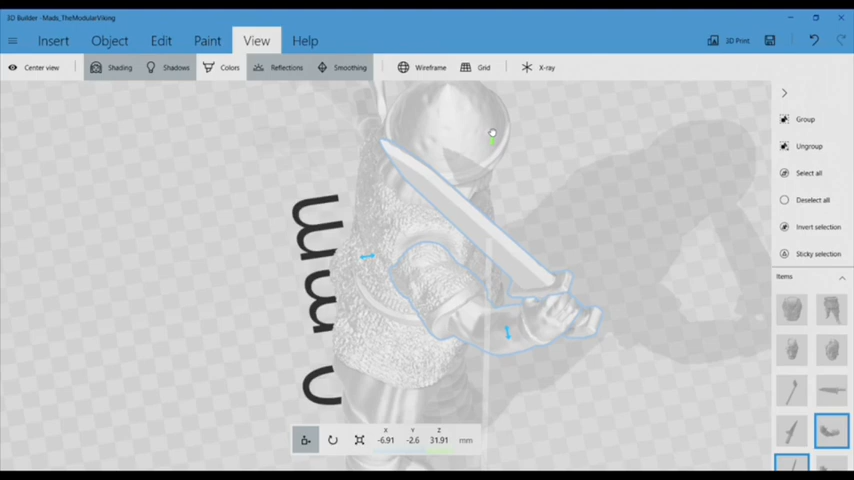 3D Builder - Mads_TheModularViking
Insert Object Edit Paint View Help 3D Print
Center view Shading Shadows Colors Reflections Smoothing Wireframe Grid X-ray
Group
Ungroup
Select all
Deselect all
Invert selection
Sticky selection
Items
X Y Z
-6.91 -2.6 31.91 mm